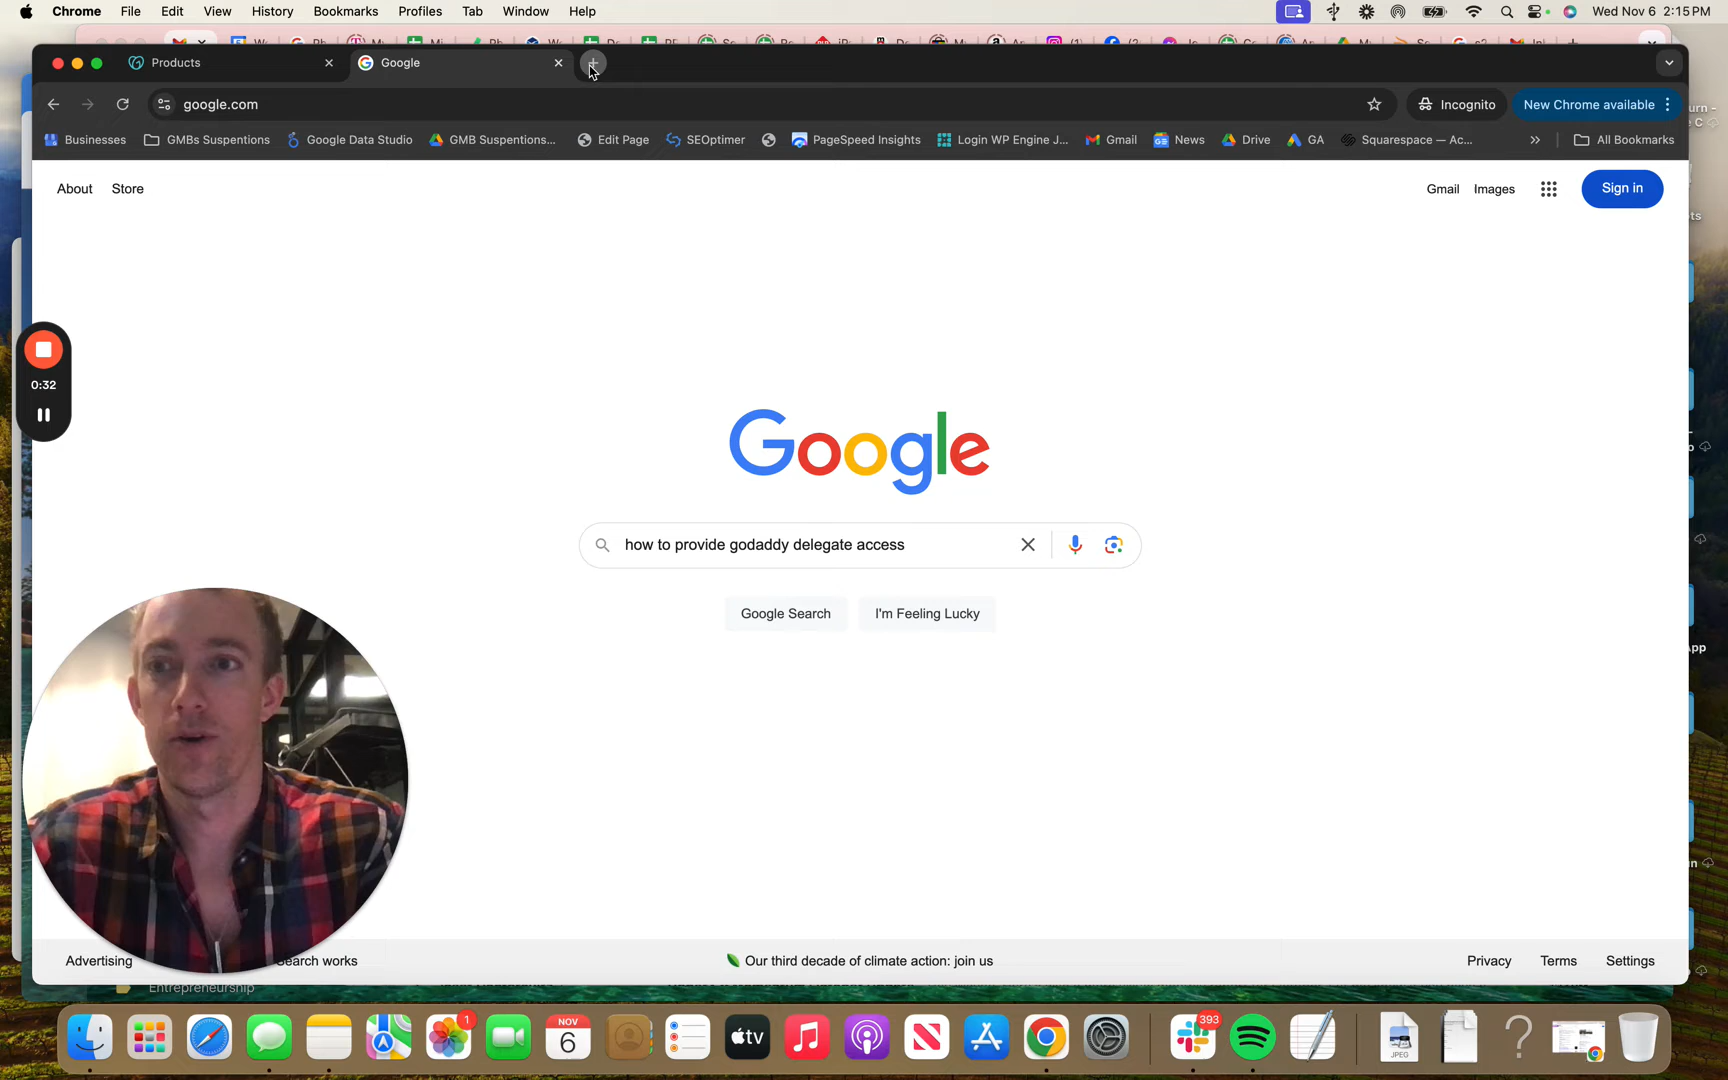 Chrome File Edit View History Bookmarks Profiles Tab Window Help Wed Nov 6 2:15 PM
Products Google
google.com Incognito New Chrome available
Businesses GMBs Suspentions Google Data Studio GMB Suspentions... Edit Page SEOptimer PageSpeed Insights Login WP Engine J... Gmail News Drive GA Squarespace — Ac... » All Bookmarks
About Store Gmail Images Sign in
0:32
Google
how to provide godaddy delegate access
Google Search I'm Feeling Lucky
Advertising Search works Our third decade of climate action: join us Privacy Terms Settings
Entrepreneurship
NOV
6
1
tv
393
JPEG